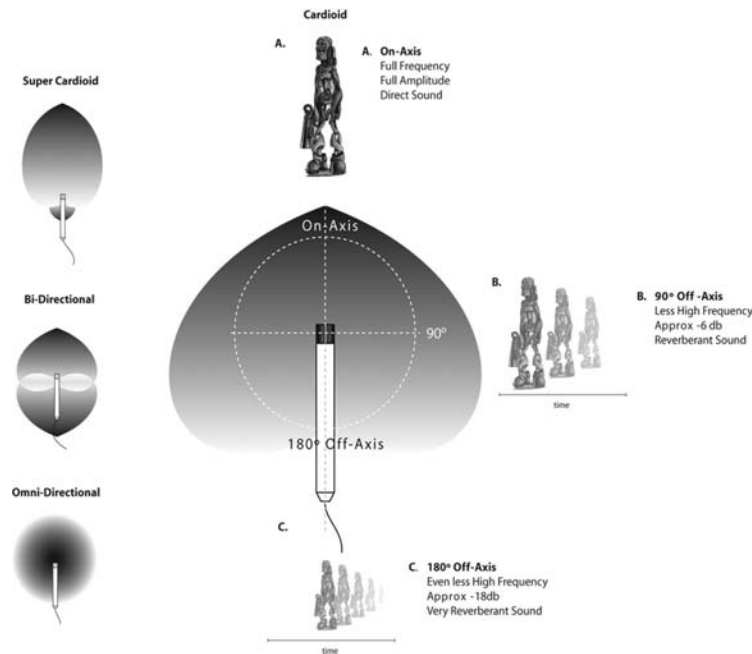 Cardioid
A.
A. On-Axis
Full Frequency
Full Amplitude
Direct Sound
Super Cardioid
On-Axis
90º
180º Off-Axis
B.
B. 90º Off -Axis
Less High Frequency
Approx -6 db
Reverberant Sound
time
Bi-Directional
Omni-Directional
C.
C. 180º Off-Axis
Even less High Frequency
Approx -18db
Very Reverberant Sound
time